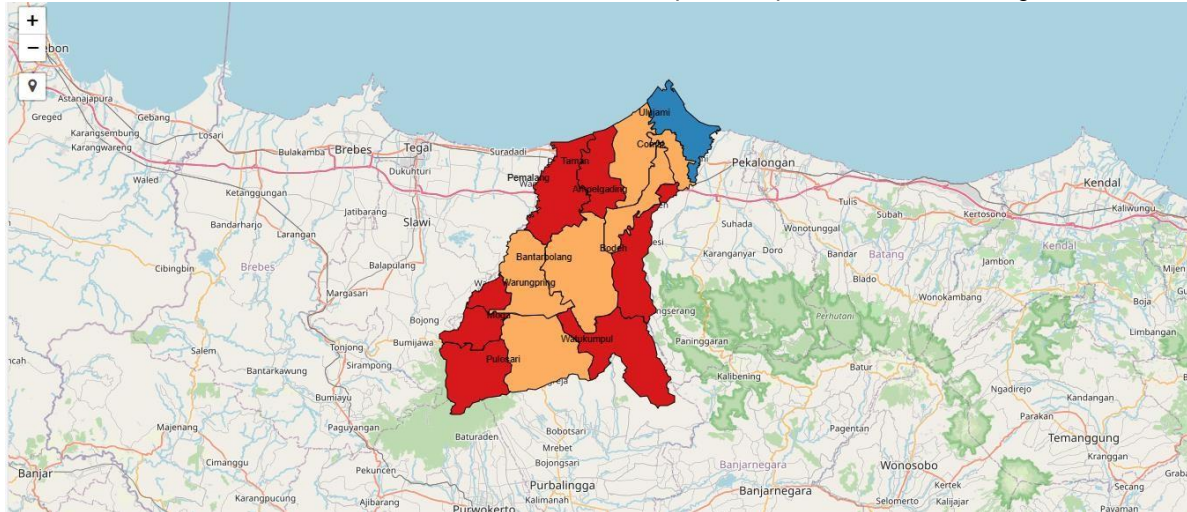 +
−
Astanajapura
Gebang
Greged
Karangsembung
Karangwareng
Losari
Bulakamba
Brebes
Tegal
Suradadi
Dukuhturi
Waled
Ketanggungan
Jatibarang
Slawi
Bandarharjo
Larangan
Cibingbin
Brebes
Balapulang
Margasari
Bojong
Salem
Tonjong
Bumijawa
Bantarkawung
Sirampong
Bumiayu
Majenang
Paguyangan
Cimanggu
Banjar
Pekuncen
Karangpucung
Ajibarang
Purwokerto
Ulujami
Taman
Pemalang
Ampelgading
Bodeh
Bantarbolang
Warungpring
Moga
Pulosari
Watukumpul
Baturaden
Bobotsari
Mrebet
Bojongsari
Purbalingga
Kalimanah
Pekalongan
Kendal
Tulis
Kertosono
Kaliwungu
Subah
Suhada
Wonotunggal
Doro
Karanganyar
Bandar
Batang
Kendal
Jambon
Mijen
Blado
Wonokambang
Boja
Perhutani
Limbangan
Paninggaran
Kalibening
Batur
Ngadirejo
Kandangan
Parakan
Pagentan
Temanggung
Kranggan
Banjarnegara
Wonosobo
Kertek
Banjarnegara
Selomerto
Kalijajar
Secang
Payaman